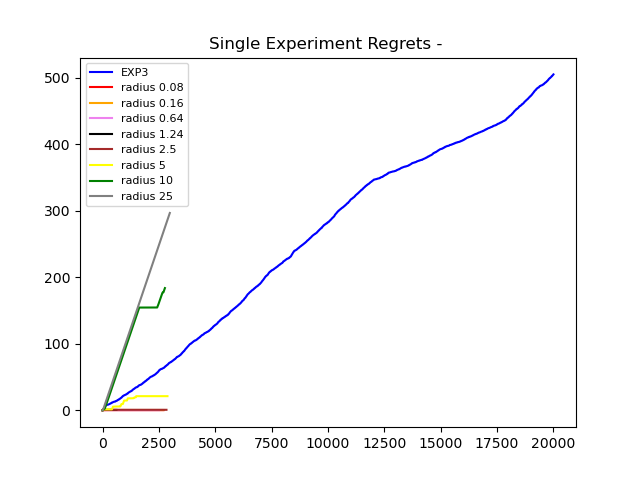 Single Experiment Regrets -
EXP3
radius 0.08
radius 0.16
radius 0.64
radius 1.24
radius 2.5
radius 5
radius 10
radius 25
500
400
300
200
100
0
0 2500 5000 7500 10000 12500 15000 17500 20000